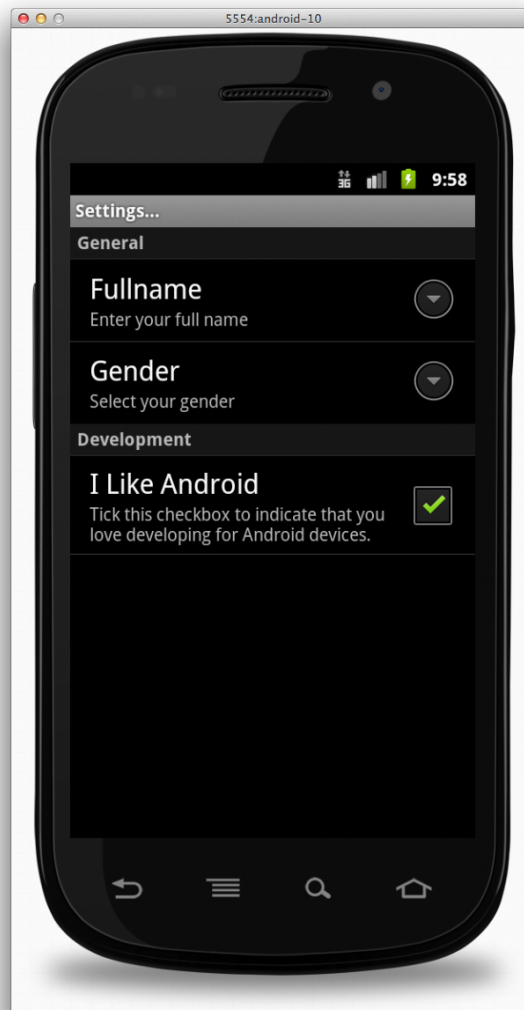 5554:android-10
3G 9:58
Settings...
General
Fullname
Enter your full name
Gender
Select your gender
Development
I Like Android
Tick this checkbox to indicate that you
love developing for Android devices.